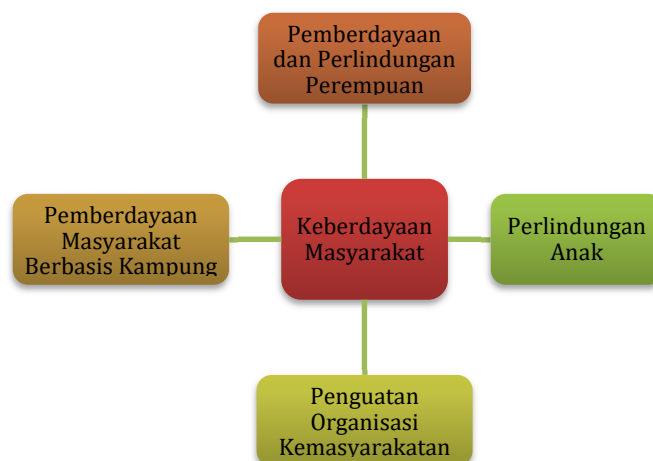 Pemberdayaan
dan Perlindungan
Perempuan
Pemberdayaan
Masyarakat
Berbasis Kampung
Keberdayaan
Masyarakat
Perlindungan
Anak
Penguatan
Organisasi
Kemasyarakatan